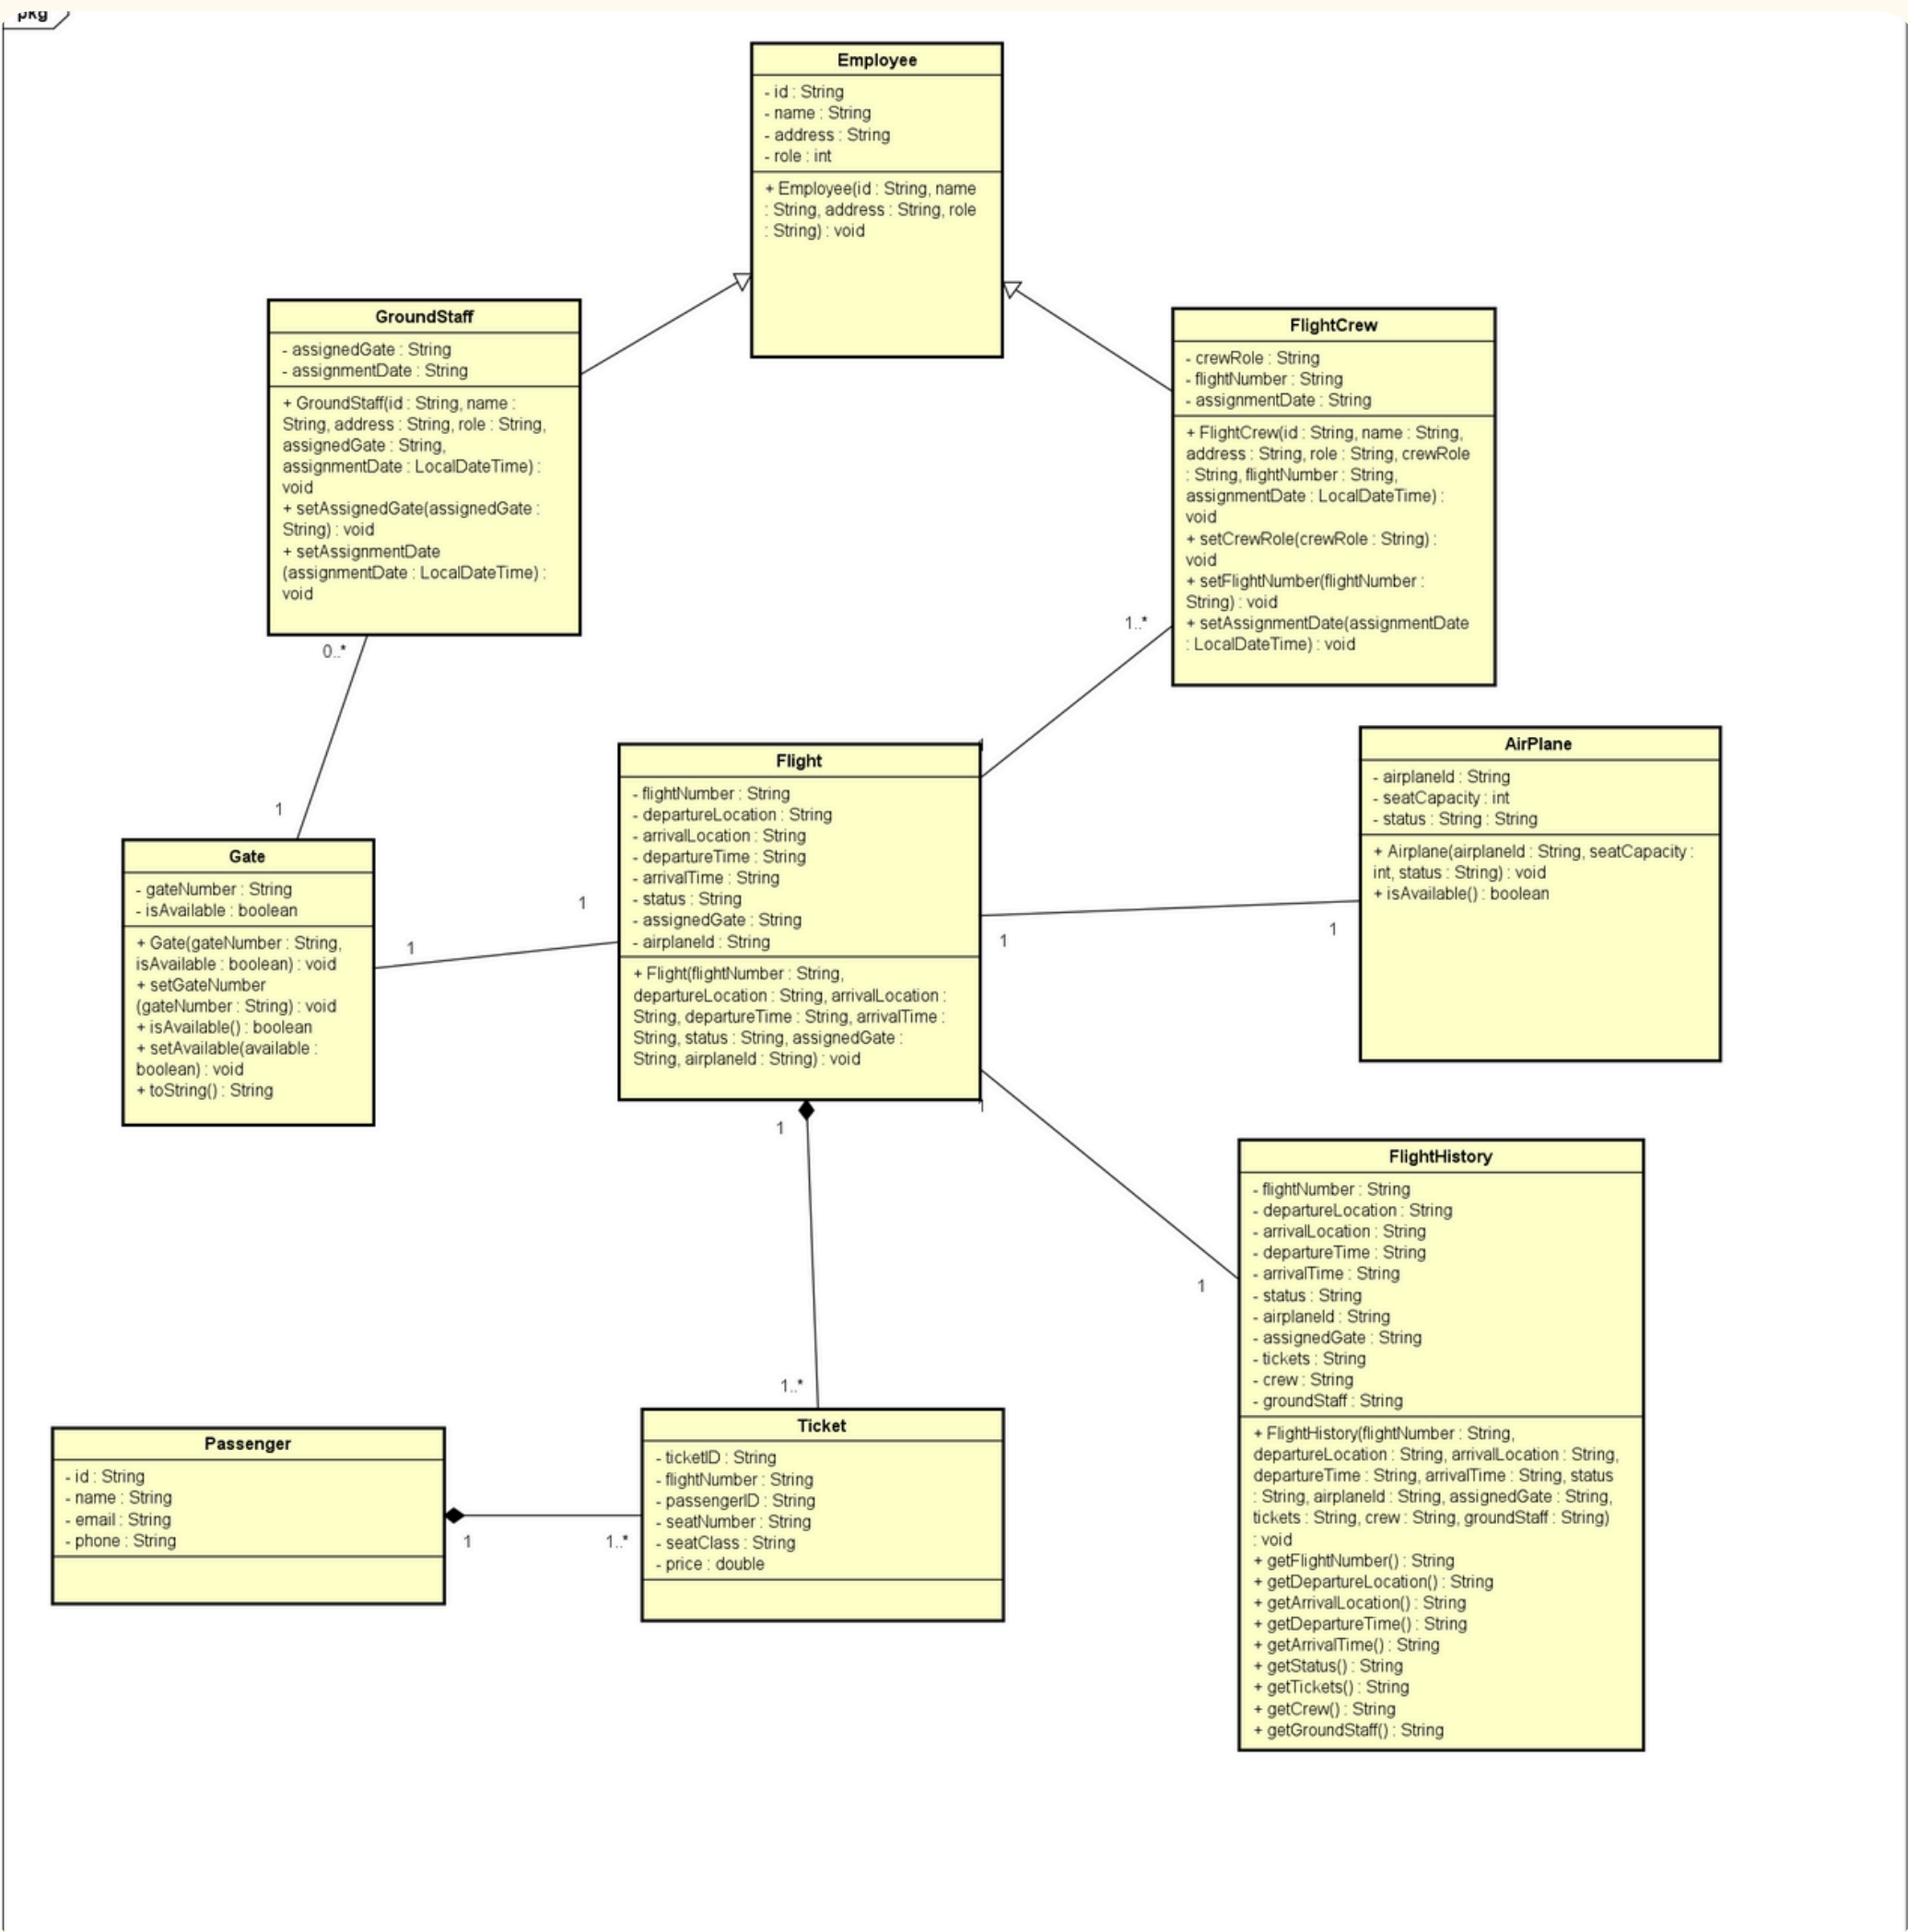 pkg
Employee
- id : String
- name : String
- address : String
- role : int
+ Employee(id : String, name
: String, address : String, role
: String) : void
GroundStaff
- assignedGate : String
- assignmentDate : String
+ GroundStaff(id : String, name :
String, address : String, role : String,
assignedGate : String,
assignmentDate : LocalDateTime) :
void
+ setAssignedGate(assignedGate :
String) : void
+ setAssignmentDate
(assignmentDate : LocalDateTime) :
void
FlightCrew
- crewRole : String
- flightNumber : String
- assignmentDate : String
+ FlightCrew(id : String, name : String,
address : String, role : String, crewRole
: String, flightNumber : String,
assignmentDate : LocalDateTime) :
void
+ setCrewRole(crewRole : String) :
void
+ setFlightNumber(flightNumber :
String) : void
+ setAssignmentDate(assignmentDate
: LocalDateTime) : void
0..*
1
1..*
Gate
- gateNumber : String
- isAvailable : boolean
+ Gate(gateNumber : String,
isAvailable : boolean) : void
+ setGateNumber
(gateNumber : String) : void
+ isAvailable() : boolean
+ setAvailable(available :
boolean) : void
+ toString() : String
1
1
Flight
- flightNumber : String
- departureLocation : String
- arrivalLocation : String
- departureTime : String
- arrivalTime : String
- status : String
- assignedGate : String
- airplaneId : String
+ Flight(flightNumber : String,
departureLocation : String, arrivalLocation :
String, departureTime : String, arrivalTime :
String, status : String, assignedGate :
String, airplaneId : String) : void
1
1
AirPlane
- airplaneId : String
- seatCapacity : int
- status : String : String
+ Airplane(airplaneId : String, seatCapacity :
int, status : String) : void
+ isAvailable() : boolean
1
1..*
1
FlightHistory
- flightNumber : String
- departureLocation : String
- arrivalLocation : String
- departureTime : String
- arrivalTime : String
- status : String
- airplaneId : String
- assignedGate : String
- tickets : String
- crew : String
- groundStaff : String
+ FlightHistory(flightNumber : String,
departureLocation : String, arrivalLocation : String,
departureTime : String, arrivalTime : String, status
: String, airplaneId : String, assignedGate : String,
tickets : String, crew : String, groundStaff : String)
: void
+ getFlightNumber() : String
+ getDepartureLocation() : String
+ getArrivalLocation() : String
+ getDepartureTime() : String
+ getArrivalTime() : String
+ getStatus() : String
+ getTickets() : String
+ getCrew() : String
+ getGroundStaff() : String
Passenger
- id : String
- name : String
- email : String
- phone : String
1
1..*
Ticket
- ticketID : String
- flightNumber : String
- passengerID : String
- seatNumber : String
- seatClass : String
- price : double